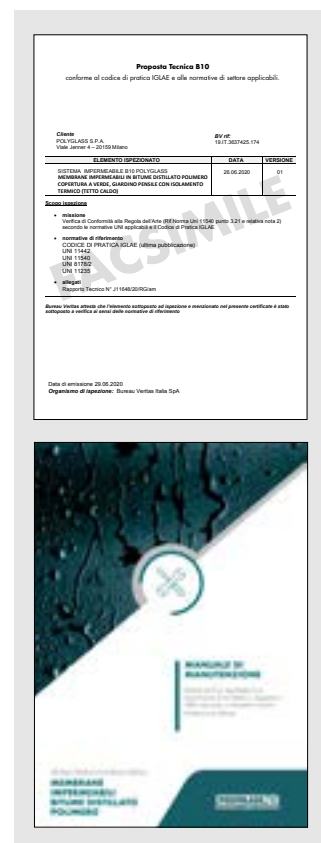 Proposta Tecnica B10
conforme al codice di pratica IGLAE e alle normative di settore applicabili.
Cliente
POLYGLASS S.P.A.
Viale Jenner 4 – 20159 Milano
BV rif:
19.IT.3637425.174
ELEMENTO ISPEZIONATO DATA VERSIONE
SISTEMA IMPERMEABILE B10 POLYGLASS 26.06.2020 01
MEMBRANE IMPERMEABILI IN BITUME DISTILLATO POLIMERO
COPERTURA A VERDE, GIARDINO PENSILE CON ISOLAMENTO
TERMICO (TETTO CALDO)
Scopo ispezione
• missione
Verifica di Conformità alla Regola dell'Arte (Rif.Norma Uni 11540 punto 3.21 e relativa nota 2)
secondo le normative UNI applicabili e il Codice di Pratica IGLAE.
• normative di riferimento
CODICE DI PRATICA IGLAE (ultima pubblicazione)
UNI 11442
UNI 11540
UNI 8178/2
UNI 11235
• allegati
Rapporto Tecnico N° J11648/20/RG/am
FACSIMILE
Bureau Veritas attesta che l'elemento sottoposto ad ispezione e menzionato nel presente certificate è stato
sottoposto a verifica ai sensi delle normative di riferimento
Data di emissione 29.06.2020
Organismo di ispezione: Bureau Veritas Italia SpA
MANUALE DI
MANUTENZIONE
MEMBRANE
IMPERMEABILI
BITUME DISTILLATO
POLIMERO